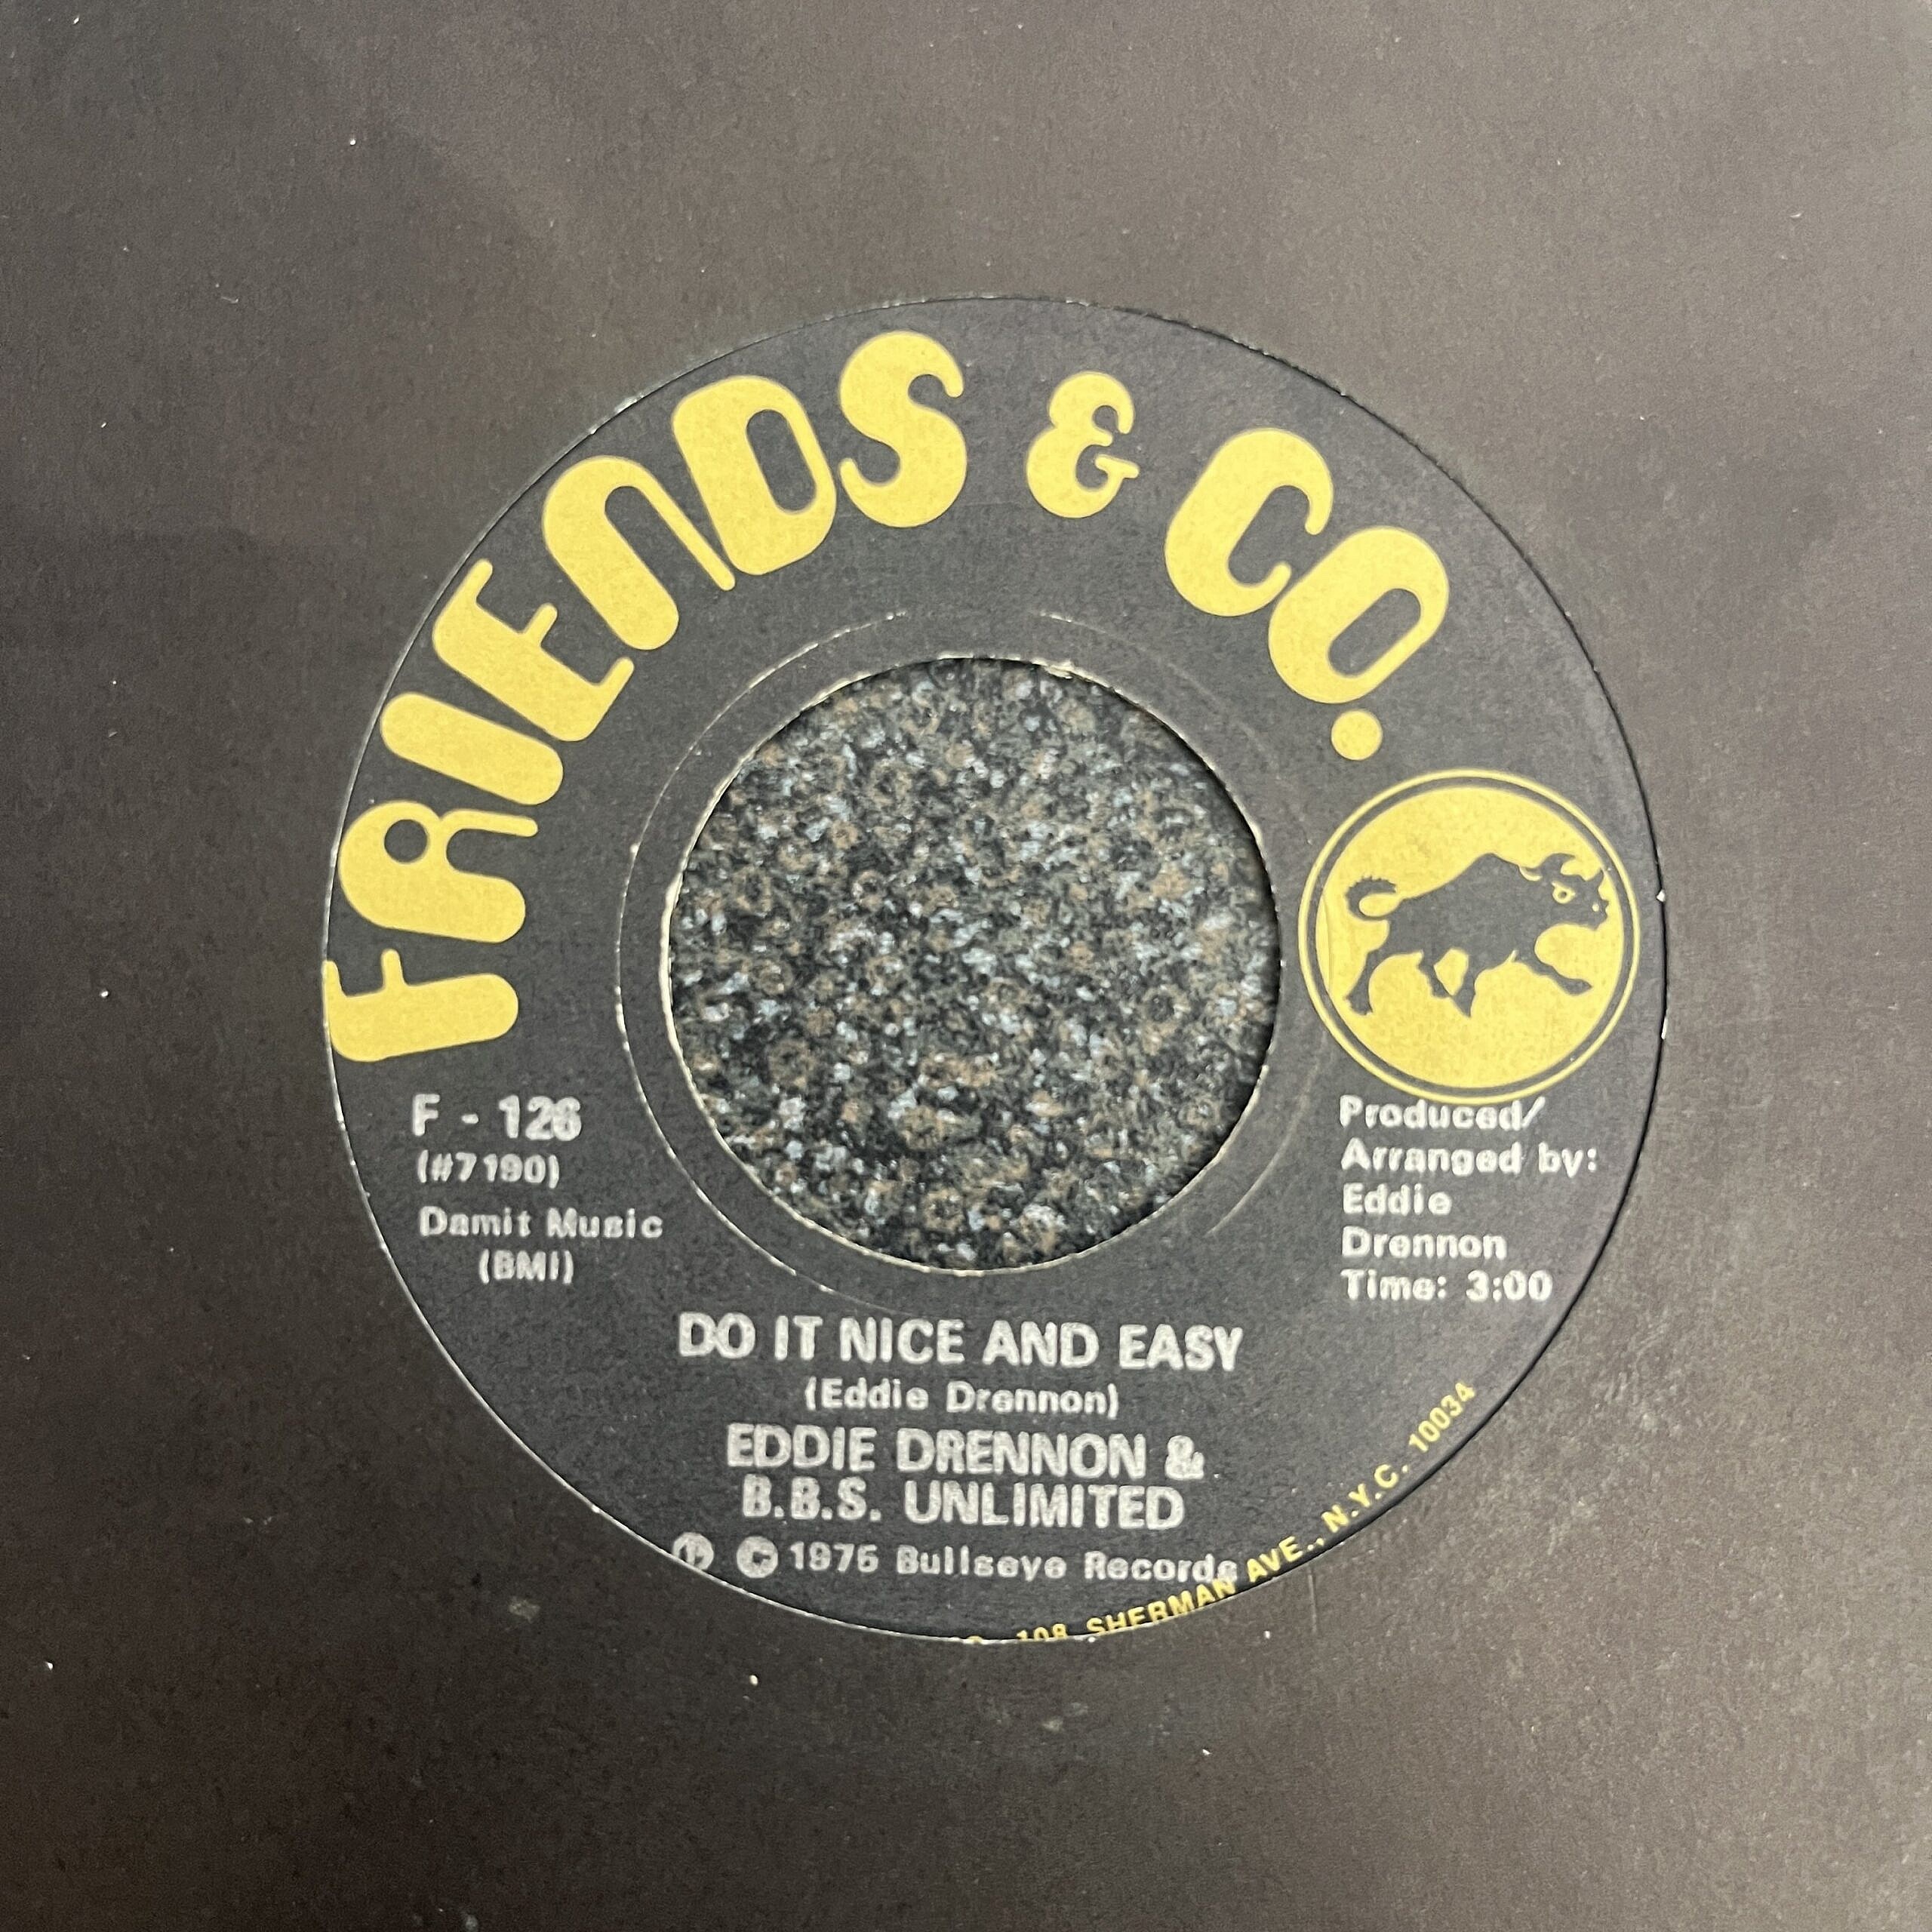 FRIENDS & CO.
F - 126
(#7190)
Damit Music
(BMI)
Produced/
Arranged by:
Eddie
Drennon
Time: 3:00
DO IT NICE AND EASY
(Eddie Drennon)
EDDIE DRENNON &
B.B.S. UNLIMITED
Ⓟ © 1975 Bullseye Records
108 SHERMAN AVE., N.Y.C. 10034